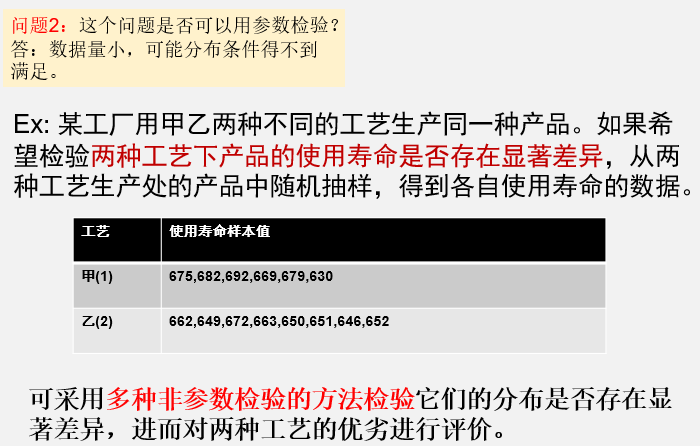 问题2：这个问题是否可以用参数检验？
答：数据量小，可能分布条件得不到
满足。
Ex: 某工厂用甲乙两种不同的工艺生产同一种产品。如果希
望检验两种工艺下产品的使用寿命是否存在显著差异，从两
种工艺生产处的产品中随机抽样，得到各自使用寿命的数据。
工艺 使用寿命样本值
甲(1) 675,682,692,669,679,630
乙(2) 662,649,672,663,650,651,646,652
可采用多种非参数检验的方法检验它们的分布是否存在显
著差异，进而对两种工艺的优劣进行评价。